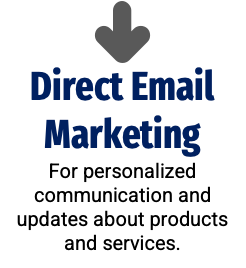 Direct Email
Marketing
For personalized
communication and
updates about products
and services.